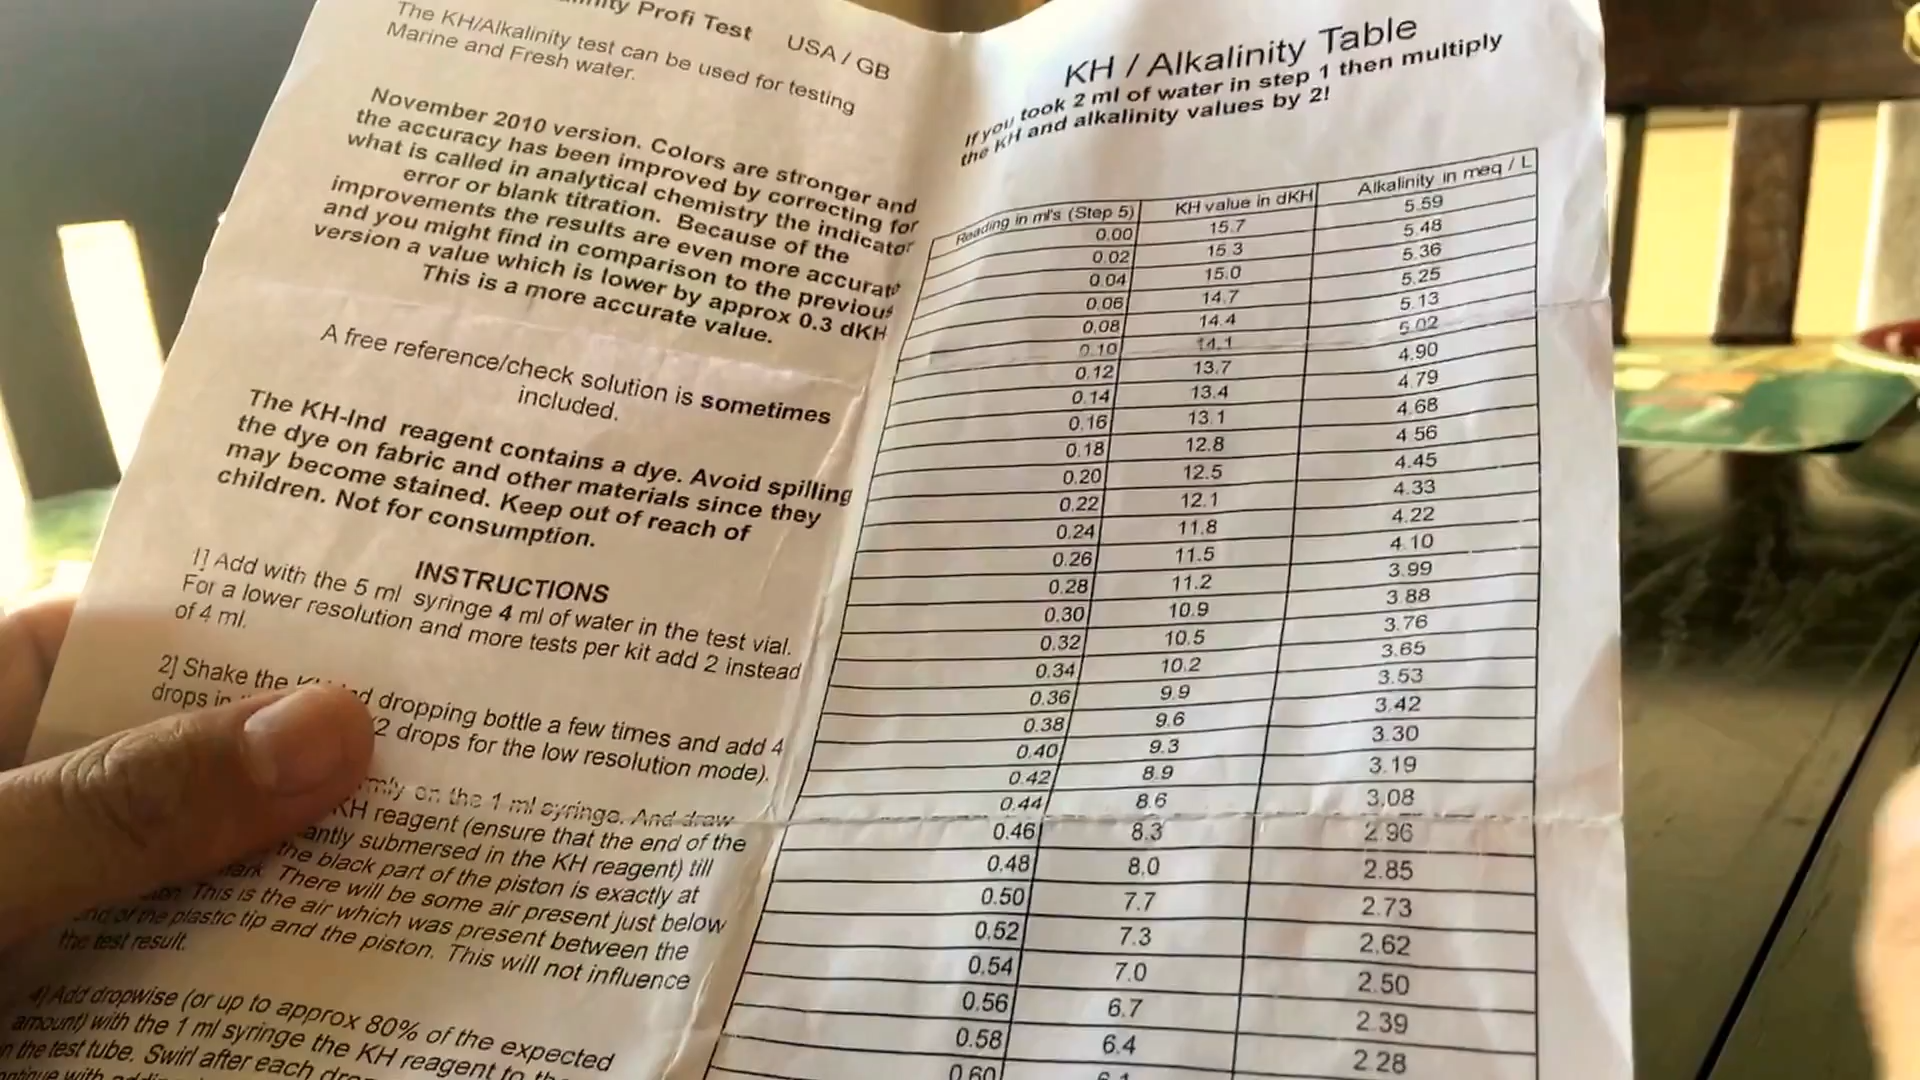 Profi Test USA / GB
The KH/Alkalinity test can be used for testing
Marine and Fresh water.
November 2010 version. Colors are stronger and
the accuracy has been improved by correcting for
what is called in analytical chemistry the indicator
error or blank titration. Because of the
improvements the results are even more accurate
and you might find in comparison to the previous
version a value which is lower by approx 0.3 dKH
This is a more accurate value.
A free reference/check solution is sometimes
included.
The KH-Ind reagent contains a dye. Avoid spilling
the dye on fabric and other materials since they
may become stained. Keep out of reach of
children. Not for consumption.
INSTRUCTIONS
1] Add with the 5 ml syringe 4 ml of water in the test vial.
For a lower resolution and more tests per kit add 2 instead
of 4 ml.
2] Shake the dropping bottle a few times and add 4
drops in 2 drops for the low resolution mode).
on the 1 ml syringe. And draw
KH reagent (ensure that the end of the
submersed in the KH reagent) till
the black part of the piston is exactly at
There will be some air present just below
This is the air which was present between the
end of the plastic tip and the piston. This will not influence
the test result.
4] Add dropwise (or up to approx 80% of the expected
amount) with the 1 ml syringe the KH reagent to the
in the test tube. Swirl after each
with
KH / Alkalinity Table
If you took 2 ml of water in step 1 then multiply
the KH and alkalinity values by 2!
Reading in ml's (Step 5) KH value in dKH Alkalinity in meq / L
0.00 15.7 5.59
0.02 15.3 5.48
0.04 15.0 5.36
0.06 14.7 5.25
0.08 14.4 5.13
0.10 14.1 5.02
0.12 13.7 4.90
0.14 13.4 4.79
0.16 13.1 4.68
0.18 12.8 4.56
0.20 12.5 4.45
0.22 12.1 4.33
0.24 11.8 4.22
0.26 11.5 4.10
0.28 11.2 3.99
0.30 10.9 3.88
0.32 10.5 3.76
0.34 10.2 3.65
0.36 9.9 3.53
0.38 9.6 3.42
0.40 9.3 3.30
0.42 8.9 3.19
0.44 8.6 3.08
0.46 8.3 2.96
0.48 8.0 2.85
0.50 7.7 2.73
0.52 7.3 2.62
0.54 7.0 2.50
0.56 6.7 2.39
0.58 6.4 2.28
0.60